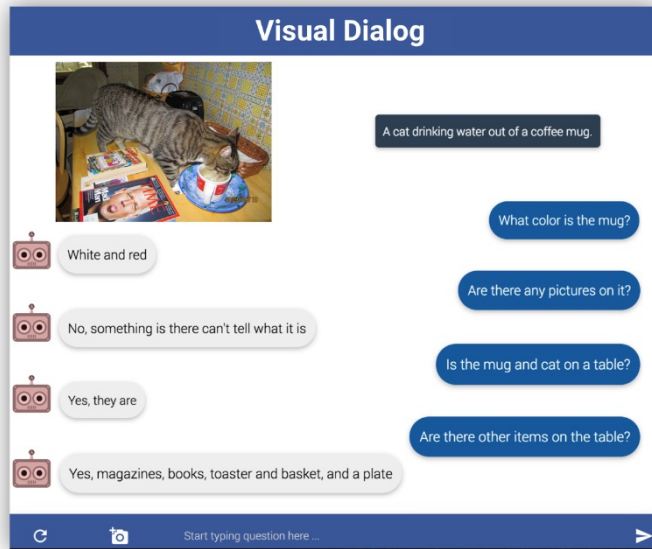 Visual Dialog
A cat drinking water out of a coffee mug.
TIME
What color is the mug?
White and red
Are there any pictures on it?
No, something is there can't tell what it is
Is the mug and cat on a table?
Yes, they are
Are there other items on the table?
Yes, magazines, books, toaster and basket, and a plate
Start typing question here ...